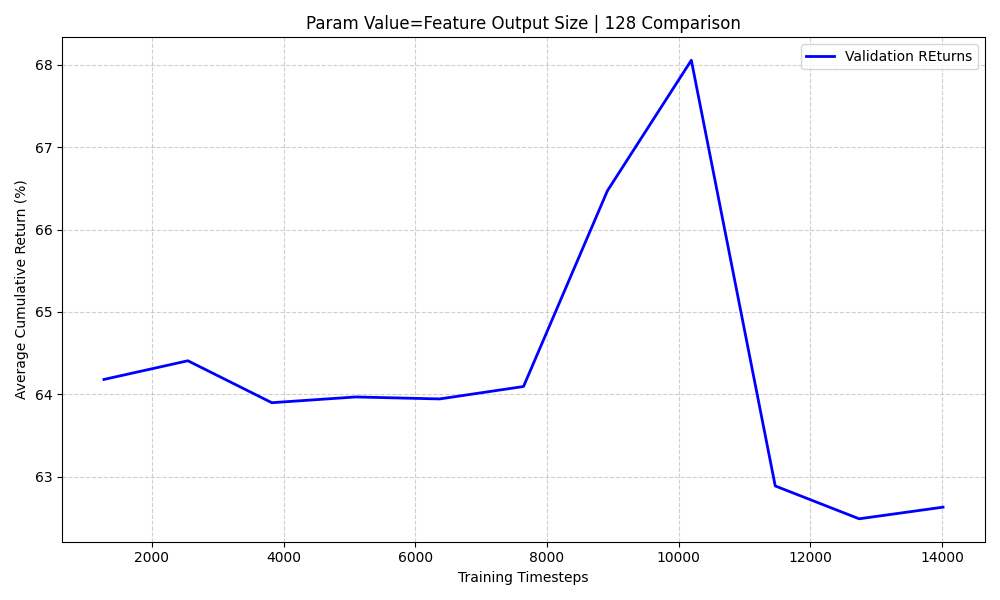 Param Value=Feature Output Size | 128 Comparison
Validation REturns
Average Cumulative Return (%)
68
67
66
65
64
63
2000 4000 6000 8000 10000 12000 14000
Training Timesteps